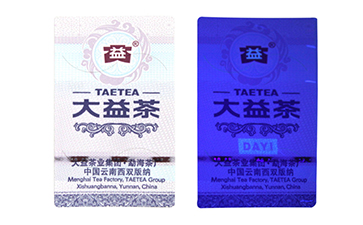 益
TAETEA
大益茶
大益茶业集团·勐海茶厂
中国云南西双版纳
Menghai Tea Factory, TAETEA Group
Xishuangbanna, Yunnan, China
益
TAETEA
大益茶
DAYI
大益茶业集团·勐海茶厂
中国云南西双版纳
Menghai Tea Factory, TAETEA Group
Xishuangbanna, Yunnan, China